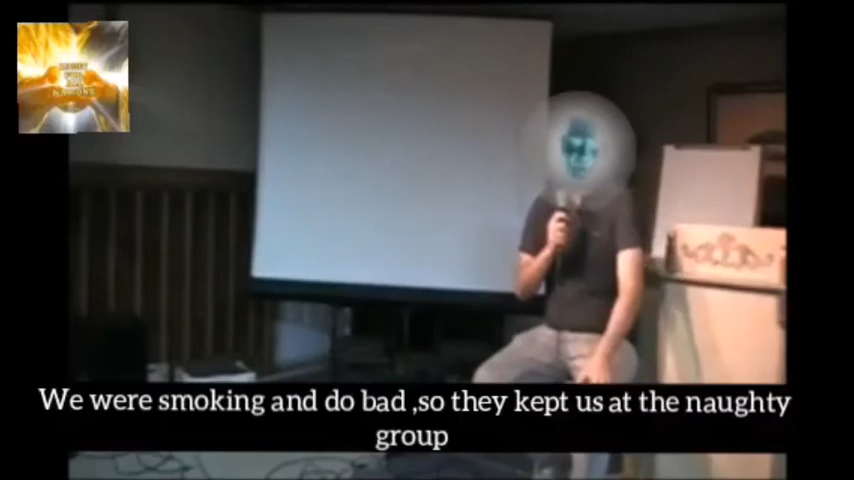 We were smoking and do bad ,so they kept us at the naughty
group